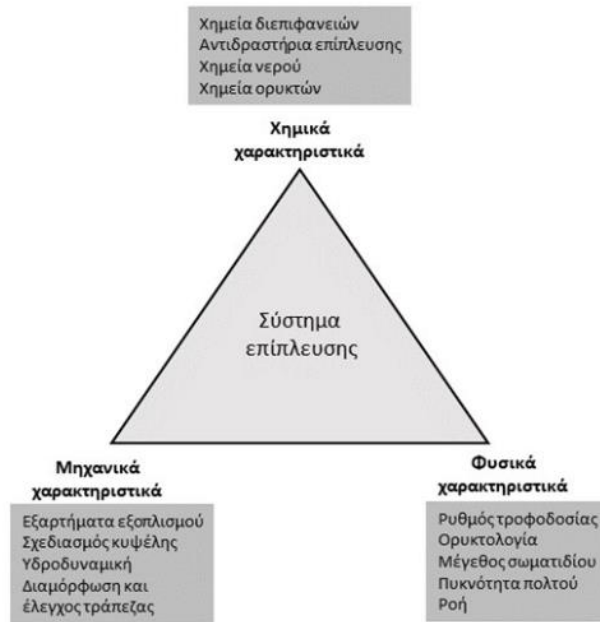 Χημεία διεπιφανειών
Αντιδραστήρια επίπλευσης
Χημεία νερού
Χημεία ορυκτών
Χημικά
χαρακτηριστικά
Σύστημα
επίπλευσης
Μηχανικά
χαρακτηριστικά
Εξαρτήματα εξοπλισμού
Σχεδιασμός κυψέλης
Υδροδυναμική
Διαμόρφωση και
έλεγχος τράπεζας
Φυσικά
χαρακτηριστικά
Ρυθμός τροφοδοσίας
Ορυκτολογία
Μέγεθος σωματιδίου
Πυκνότητα πολτού
Ροή